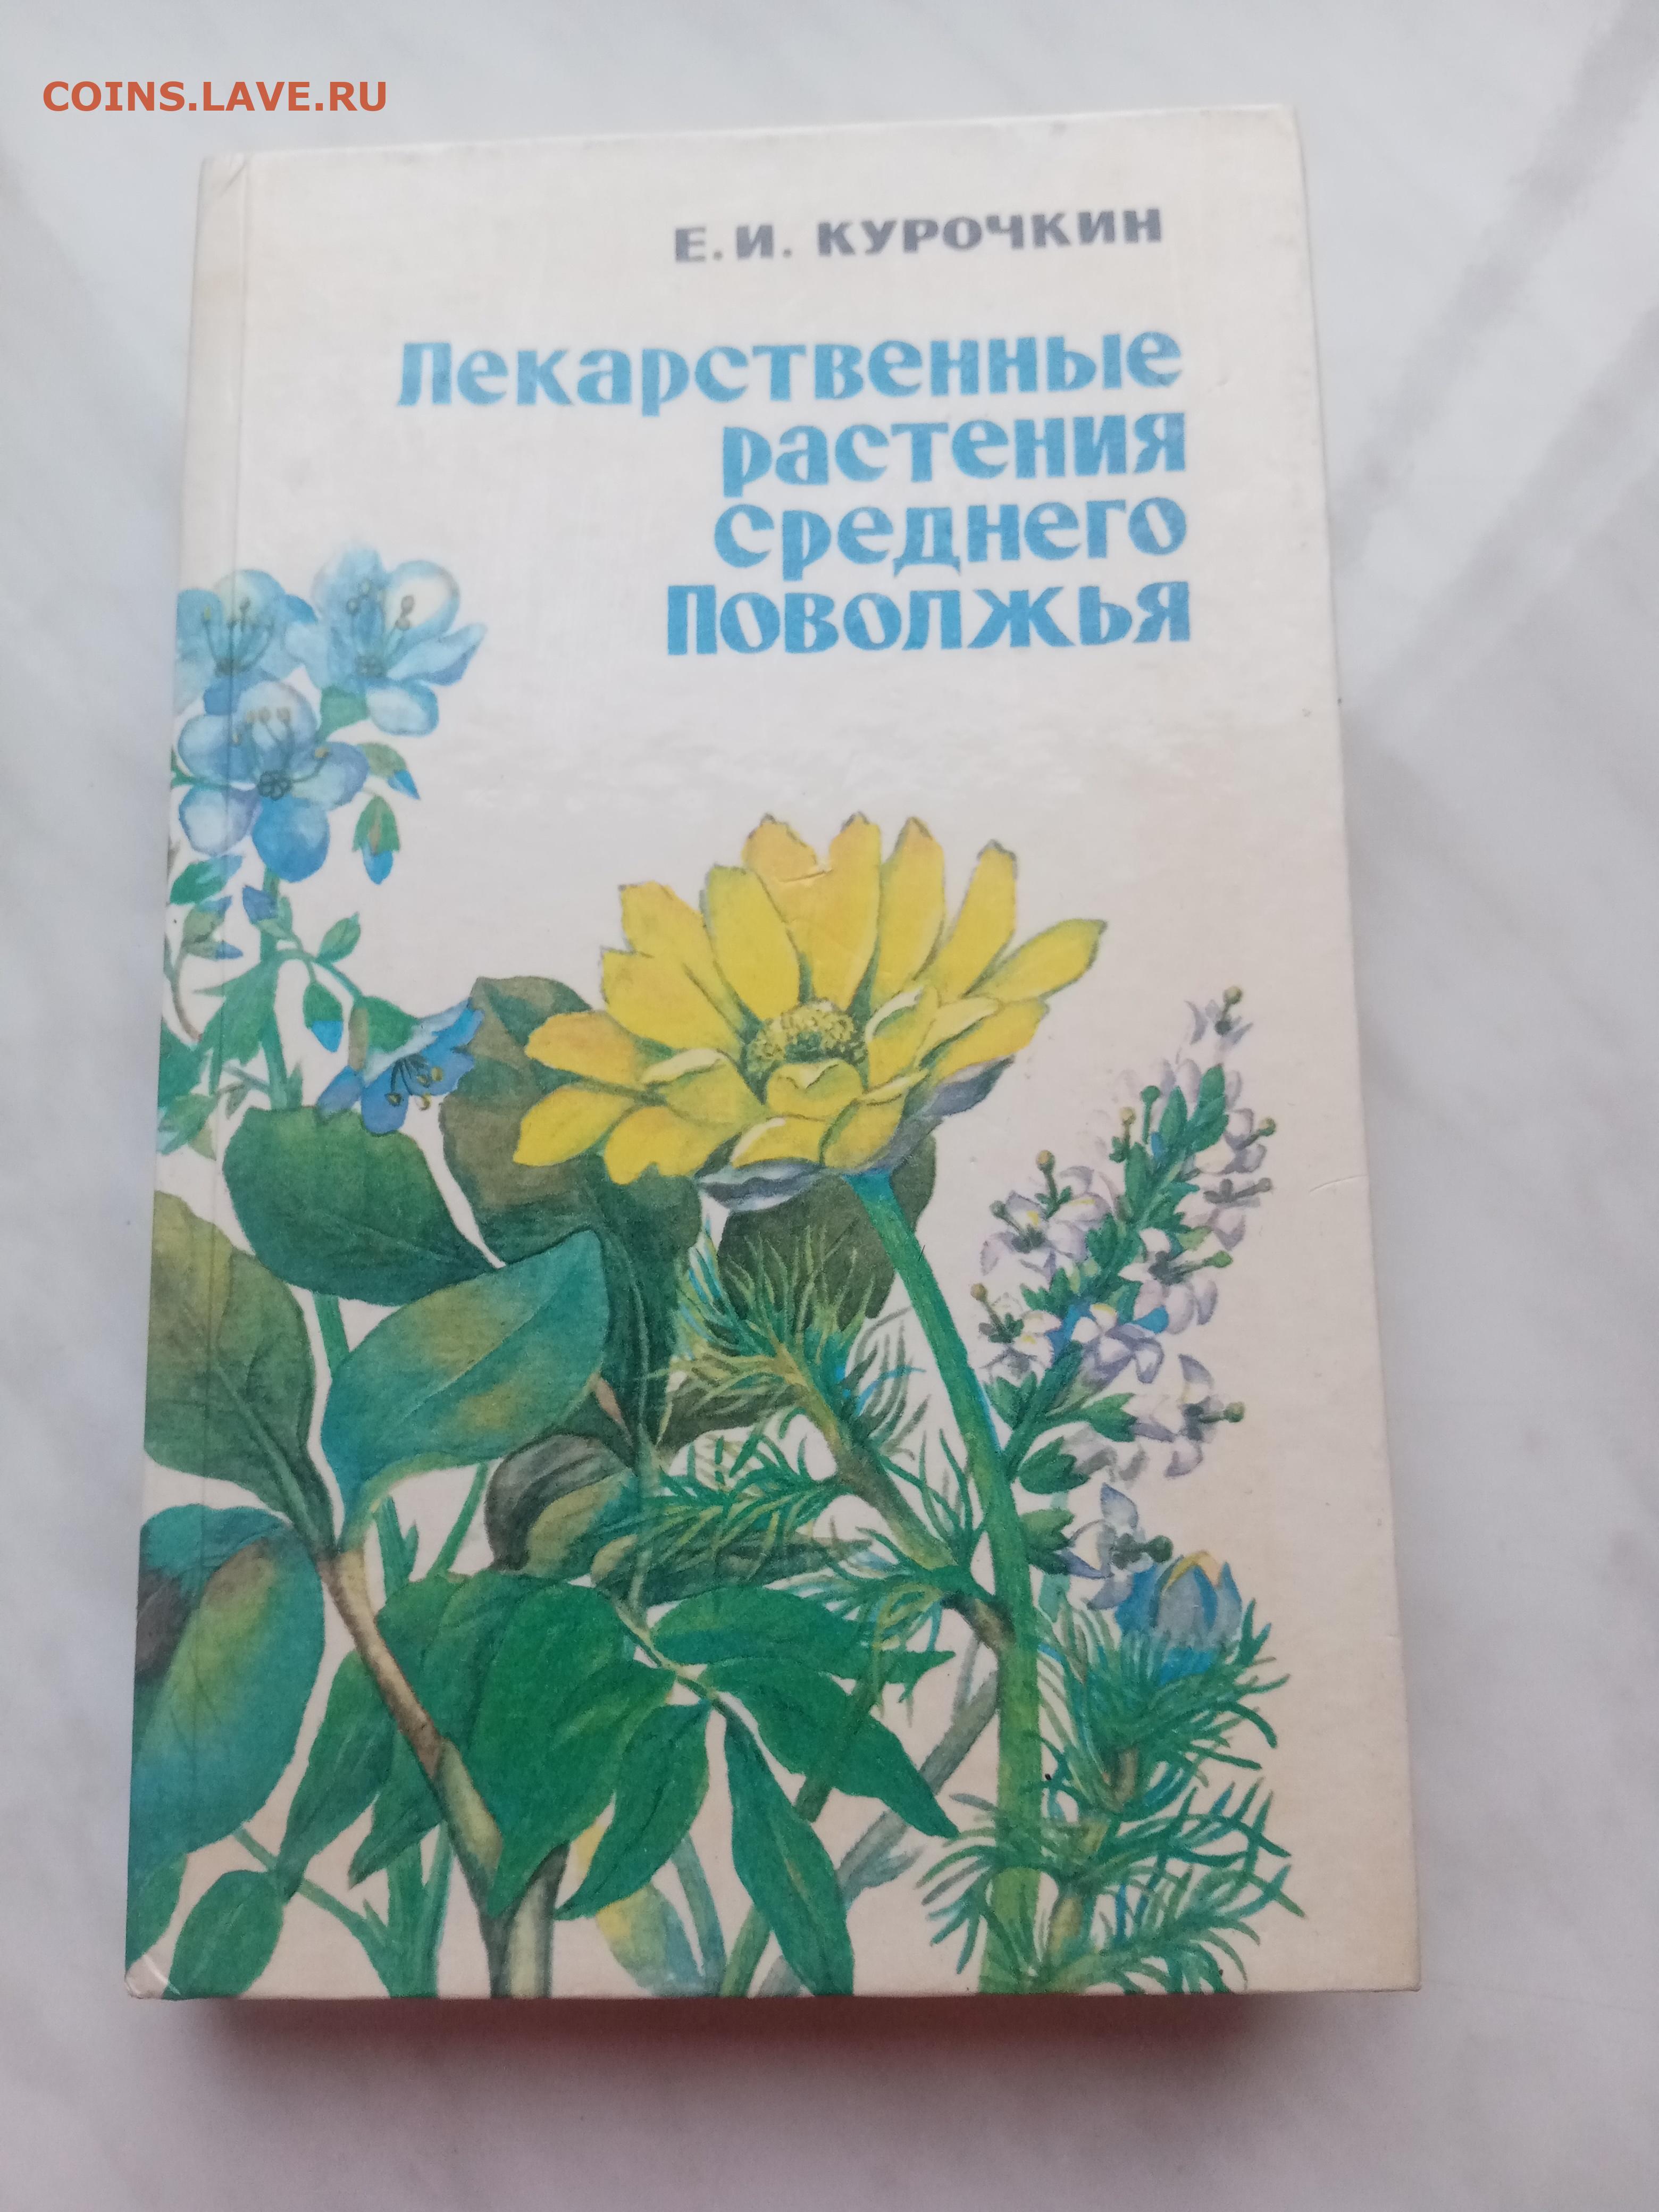 COINS.LAVE.RU
Е. И. КУРОЧКИН
Лекарственные
растения
среднего
Поволжья